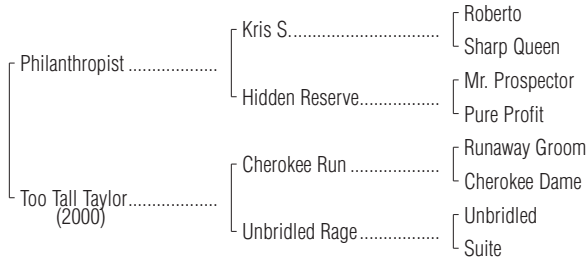 Roberto
Kris S.
Sharp Queen
Philanthropist
Mr. Prospector
Hidden Reserve
Pure Profit
Runaway Groom
Cherokee Run
Cherokee Dame
Too Tall Taylor
(2000)
Unbridled
Unbridled Rage
Suite